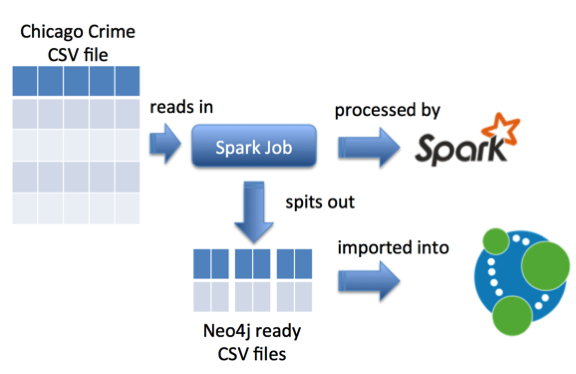 Chicago Crime
CSV file
reads in
Spark Job
processed by
Spark
spits out
imported into
Neo4j ready
CSV files